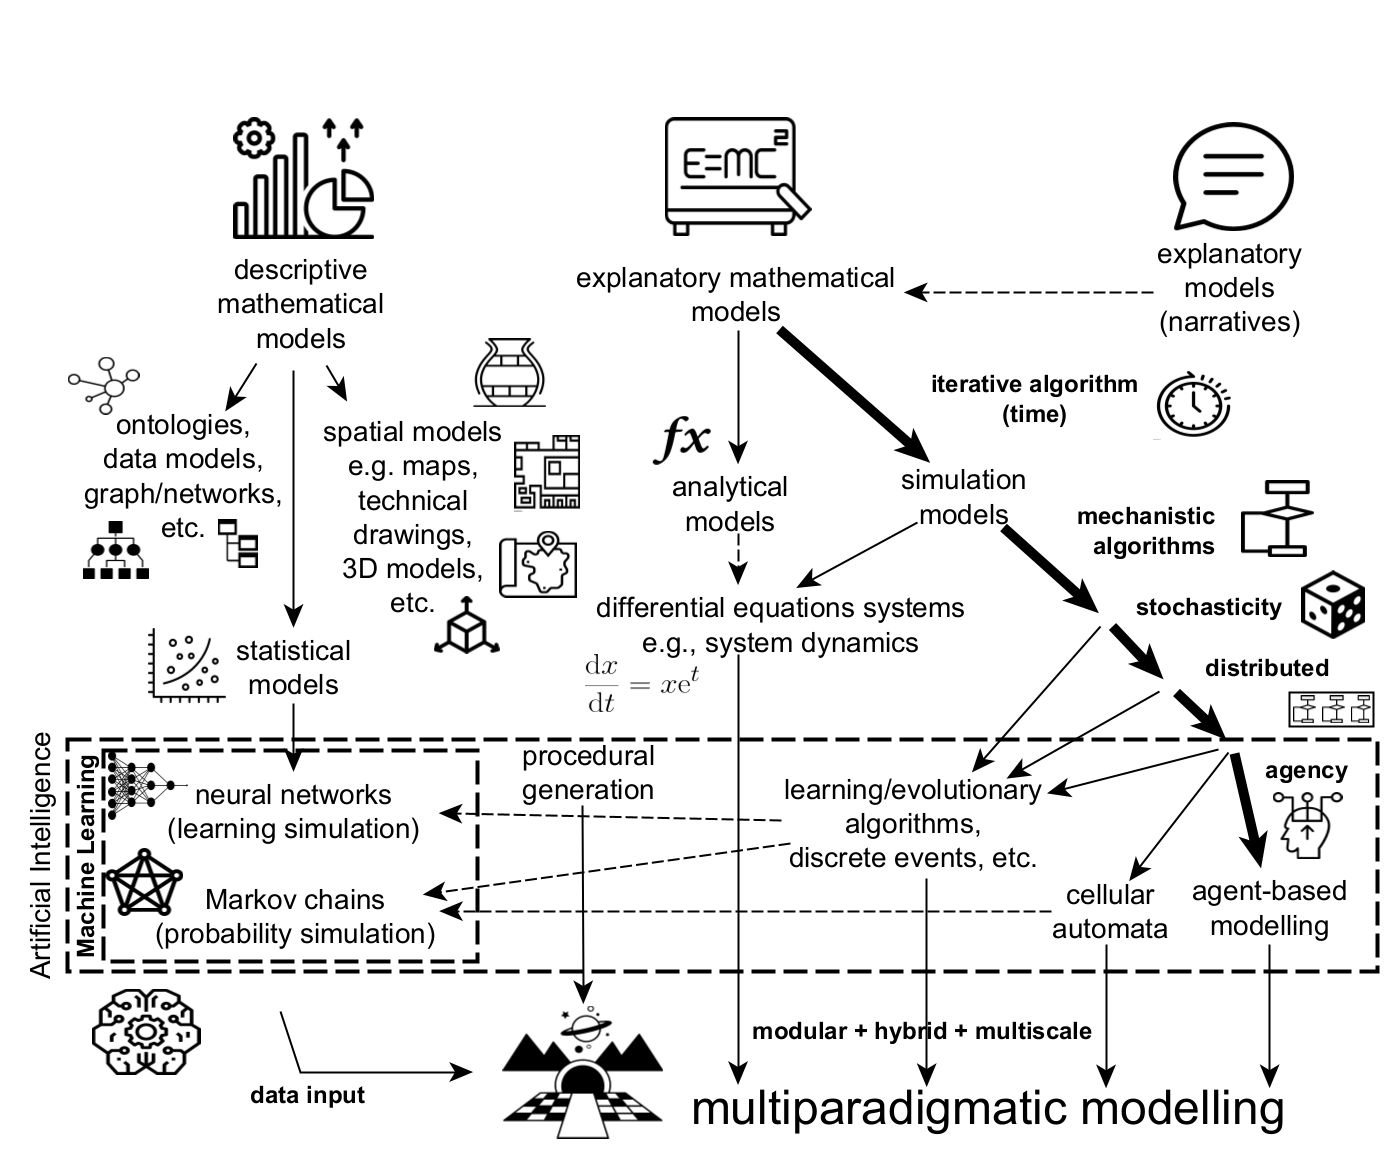 E=MC²
descriptive
mathematical
models
explanatory mathematical
models
explanatory
models
(narratives)
iterative algorithm
(time)
ontologies,
data models,
graph/networks,
etc.
spatial models
e.g. maps,
technical
drawings,
3D models,
etc.
fx
analytical
models
simulation
models
mechanistic
algorithms
stochasticity
differential equations systems
e.g., system dynamics
dx/dt = xe^t
distributed
statistical
models
Artificial Intelligence
Machine Learning
neural networks
(learning simulation)
Markov chains
(probability simulation)
procedural
generation
learning/evolutionary
algorithms,
discrete events, etc.
agency
cellular
automata
agent-based
modelling
modular + hybrid + multiscale
data input
multiparadigmatic modelling